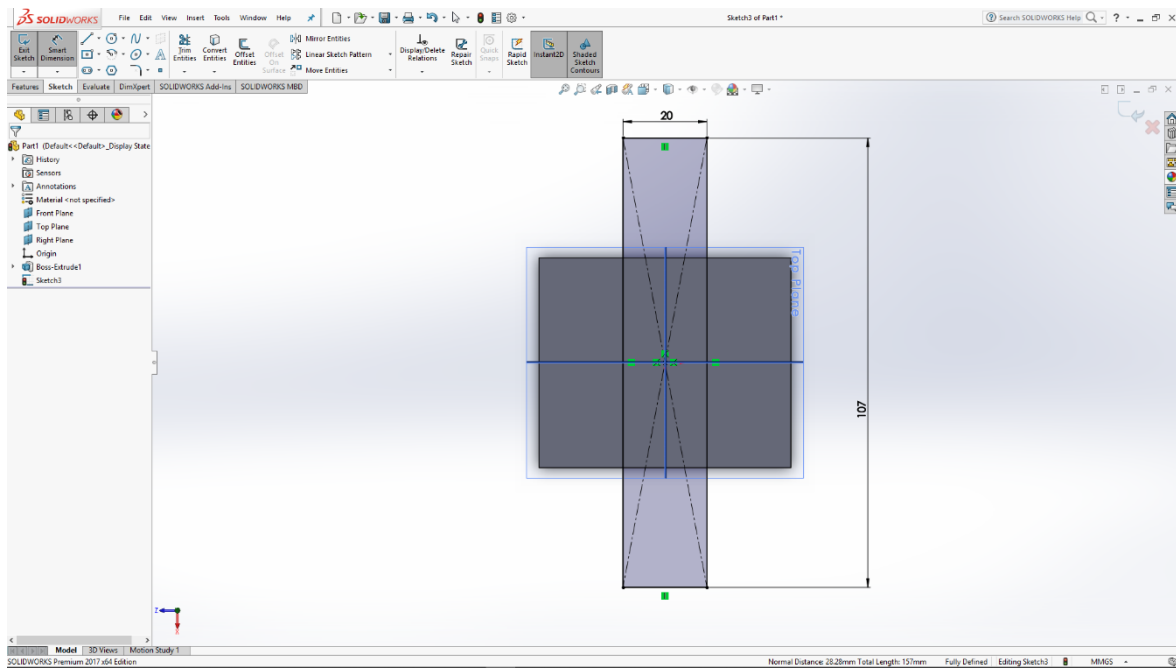 SOLIDWORKS File Edit View Insert Tools Window Help Sketch3 of Part1 * Search SOLIDWORKS Help
Exit Sketch
Smart Dimension
Trim Entities
Convert Entities
Offset Entities
Offset On Surface
Mirror Entities
Linear Sketch Pattern
Move Entities
Display/Delete Relations
Repair Sketch
Quick Snaps
Rapid Sketch
Instant2D
Shaded Sketch Contours
Features Sketch Evaluate DimXpert SOLIDWORKS Add-Ins SOLIDWORKS MBD
Part1 (Default<<Default>_Display State
History
Sensors
Annotations
Material <not specified>
Front Plane
Top Plane
Right Plane
Origin
Boss-Extrude1
Sketch3
20
Top Plane
107
Z
X
Model 3D Views Motion Study 1
SOLIDWORKS Premium 2017 x64 Edition Normal Distance: 28.28mm Total Length: 157mm Fully Defined Editing Sketch3 MMGS